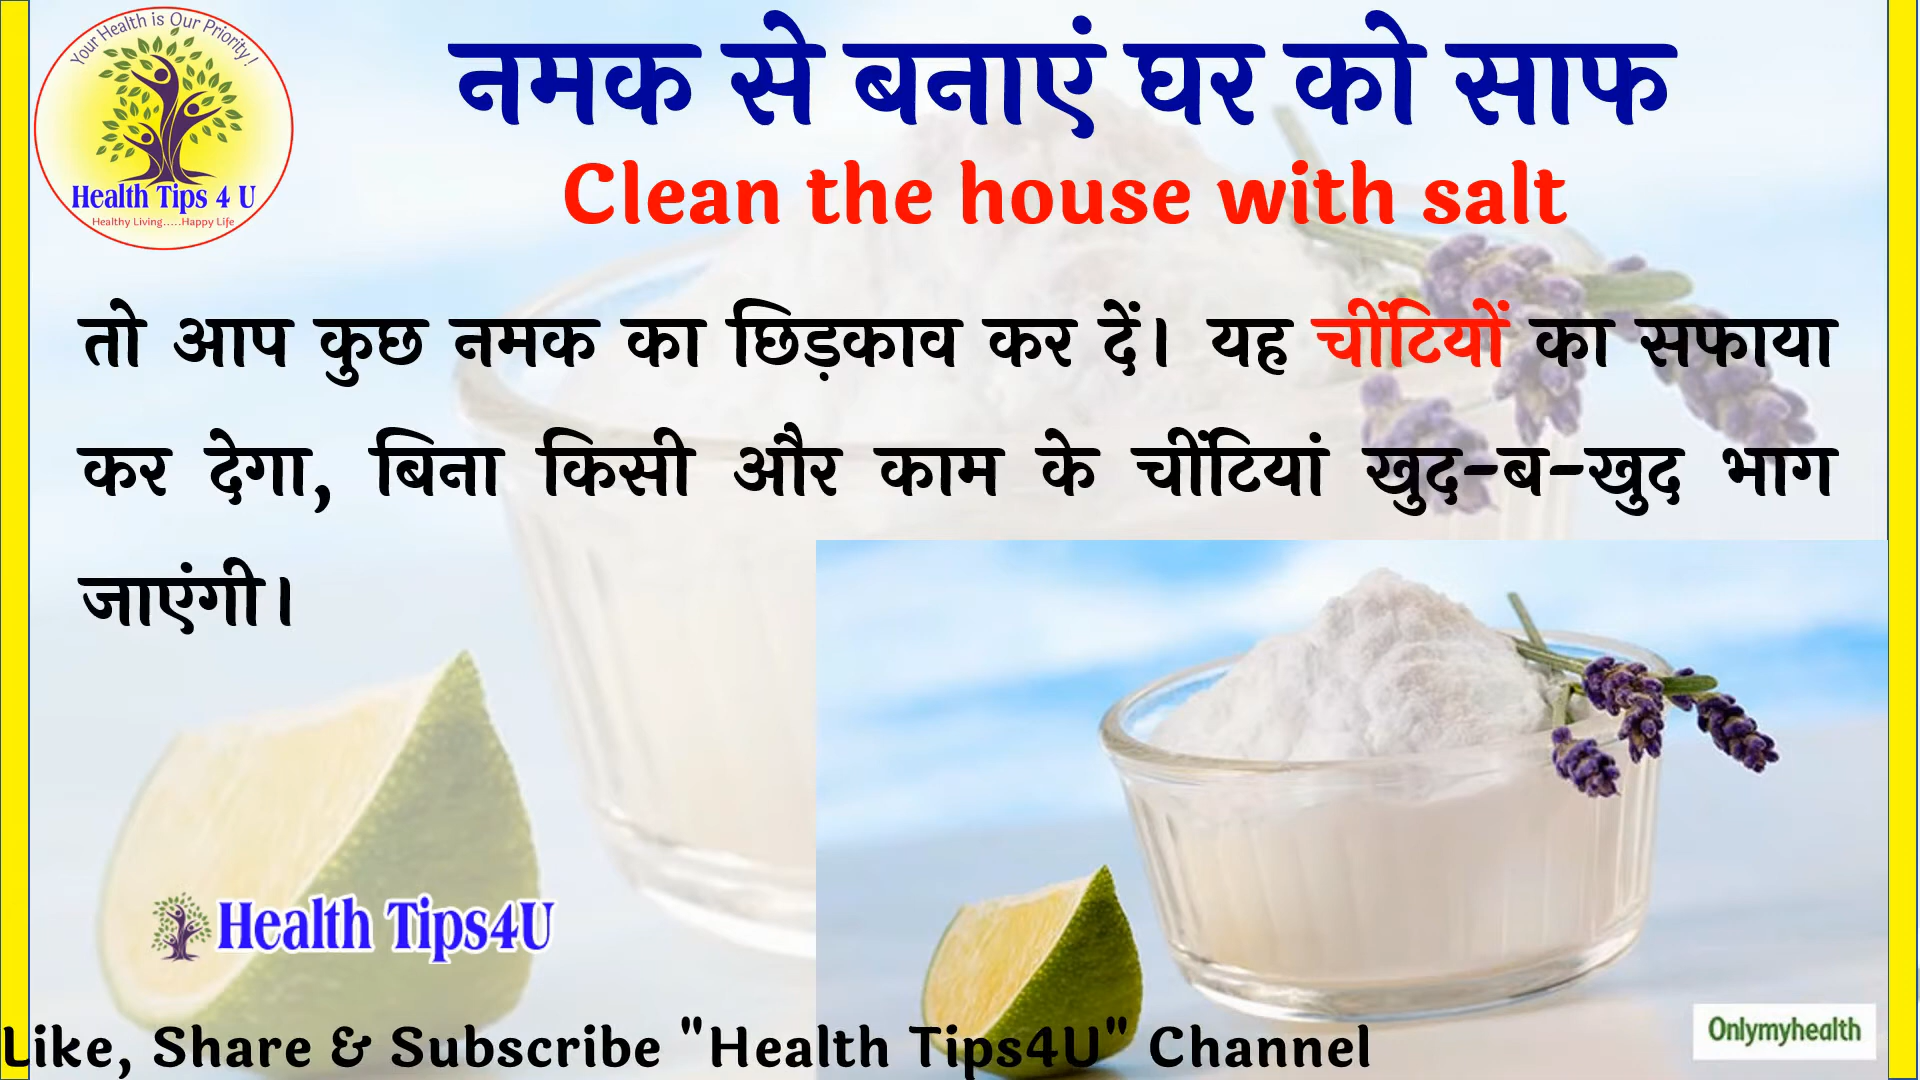 Your Health is Our Priority!
Health Tips 4 U
Healthy Living.....Happy Life
नमक से बनाएं घर को साफ
Clean the house with salt
तो आप कुछ नमक का छिड़काव कर दें। यह चींटियों का सफाया
कर देगा, बिना किसी और काम के चींटियां खुद-ब-खुद भाग
जाएंगी।
Health Tips4U
Onlymyhealth
Like, Share & Subscribe "Health Tips4U" Channel